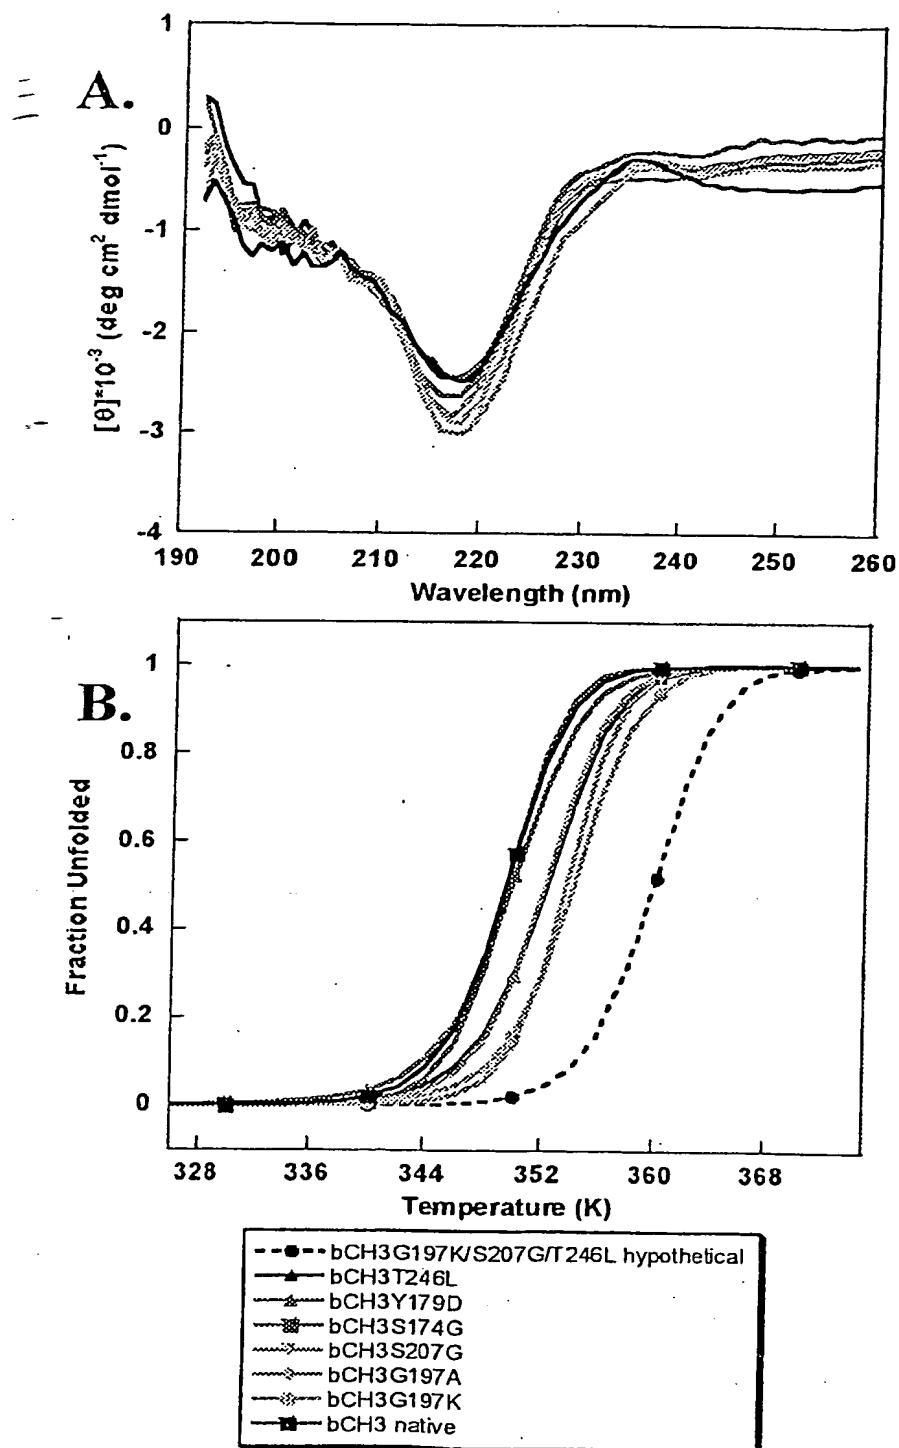 A.
1
0
-1
-2
-3
-4
[θ]*10⁻³ (deg cm² dmol⁻¹)
190 200 210 220 230 240 250 260
Wavelength (nm)
B.
1
0.8
0.6
0.4
0.2
0
Fraction Unfolded
328 336 344 352 360 368
Temperature (K)
bCH3G197K/S207G/T246L hypothetical
bCH3T246L
bCH3Y179D
bCH3S174G
bCH3S207G
bCH3G197A
bCH3G197K
bCH3 native